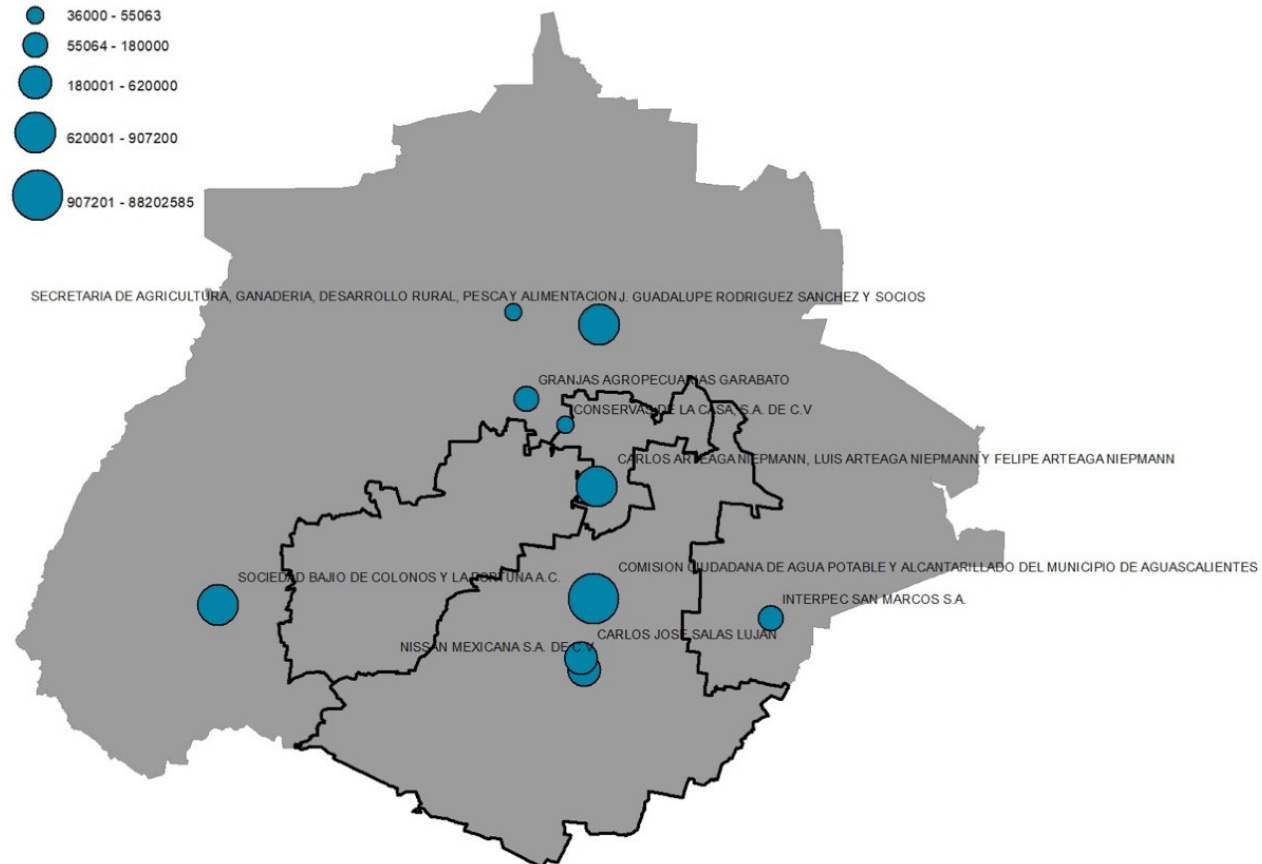 36000 - 55063
55064 - 180000
180001 - 620000
620001 - 907200
907201 - 88202585
SECRETARIA DE AGRICULTURA, GANADERIA, DESARROLLO RURAL, PESCA Y ALIMENTACION
J. GUADALUPE RODRIGUEZ SANCHEZ Y SOCIOS
GRANJAS AGROPECUARIAS GARABATO
CONSERVAS DE LA CASA, S.A. DE C.V
CARLOS ARTEAGA NIEPMANN, LUIS ARTEAGA NIEPMANN Y FELIPE ARTEAGA NIEPMANN
COMISION CIUDADANA DE AGUA POTABLE Y ALCANTARILLADO DEL MUNICIPIO DE AGUASCALIENTES
SOCIEDAD BAJIO DE COLONOS Y LA FORTUNA A.C.
INTERPEC SAN MARCOS S.A.
CARLOS JOSE SALAS LUJAN
NISSAN MEXICANA S.A. DE C.V.